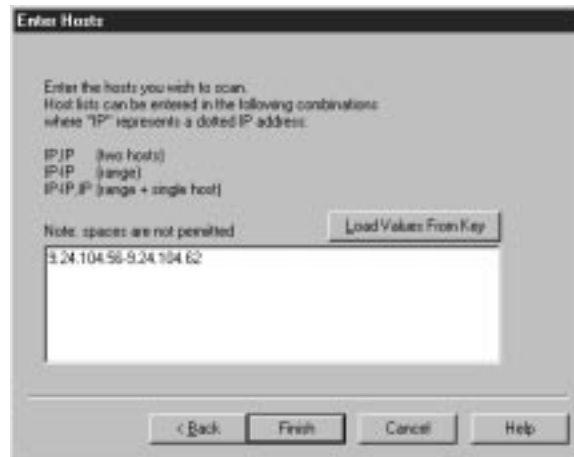 Enter Hosts
Enter the hosts you wish to scan.
Host lists can be entered in the following combinations
where "IP" represents a dotted IP address:
IP,IP (two hosts)
IP-IP (range)
IP-IP,IP (range + single host)
Note: spaces are not permitted
Load Values From Key
9.24.104.56-9.24.104.62
< Back
Finish
Cancel
Help